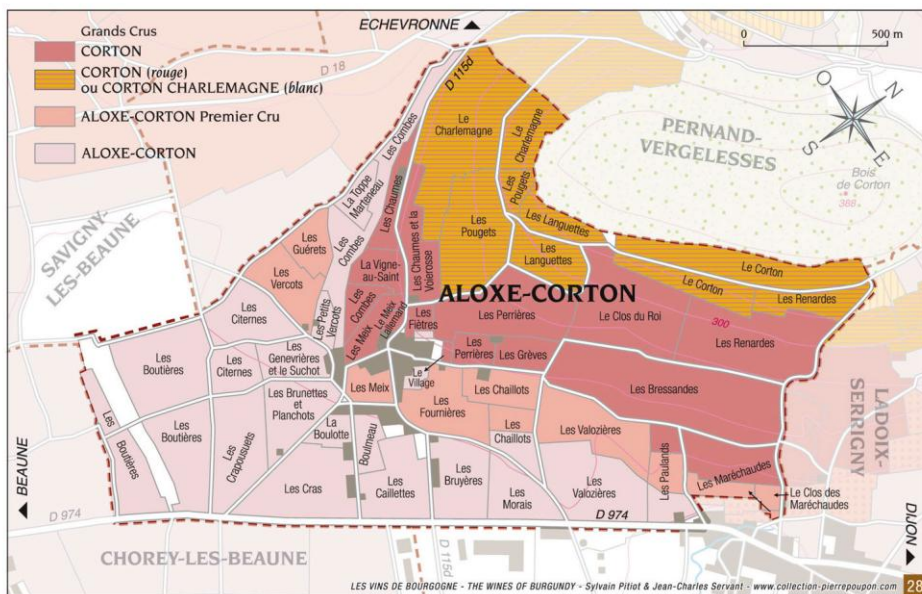 ECHEVRONNE
Grands Crus
CORTON
CORTON (rouge)
ou CORTON CHARLEMAGNE (blanc)
ALOXE-CORTON Premier Cru
ALOXE-CORTON
D 18
D 115d
0
500 m
O
N
S
E
PERNAND-
VERGELESSES
Bois
de Corton
388
SAVIGNY-
LES-BEAUNE
Les Combes
Le
Charlemagne
Le
Charlemagne
Les
Pougets
La Toppe
Marteneau
Les Chaumes
Les Chaumes et la
Voierosse
Les
Pougets
Les Languettes
Les
Languettes
Les
Guérets
Les
Combes
La Vigne-
au-Saint
Les
Vercots
Les
Combes
Le Meix
Lallemand
Les Petits
Vercots
Les Meix
Les
Fiètres
ALOXE-CORTON
Les Perrières
Le Clos du Roi
Le Corton
Le Corton
Les Renardes
300
Les Renardes
Les
Citernes
Les
Boutières
Les
Citernes
Les
Genevrières
et le Suchot
Les
Perrières
Les Grèves
Le
Village
Les Meix
Les Bressandes
Les Brunettes
et
Planchots
Les
Fournières
Les Chaillots
Les
Boutières
Les
Boutières
Les
Crapousuets
La
Boulotte
Boulmeau
Les
Chaillots
Les Valozières
Les Paulands
Les Maréchaudes
Le Clos des
Maréchaudes
LADOIX-
SERRIGNY
Les Cras
Les
Caillettes
Les
Bruyères
Les
Morais
Les
Valozières
BEAUNE
D 974
D 974
DIJON
CHOREY-LES-BEAUNE
D 115d
LES VINS DE BOURGOGNE - THE WINES OF BURGUNDY - Sylvain Pitiot & Jean-Charles Servant - www.collection-pierrepoupon.com
28